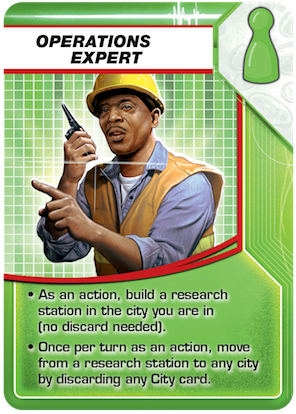 OPERATIONS
EXPERT
• As an action, build a research
station in the city you are in
(no discard needed).
• Once per turn as an action, move
from a research station to any city
by discarding any City card.